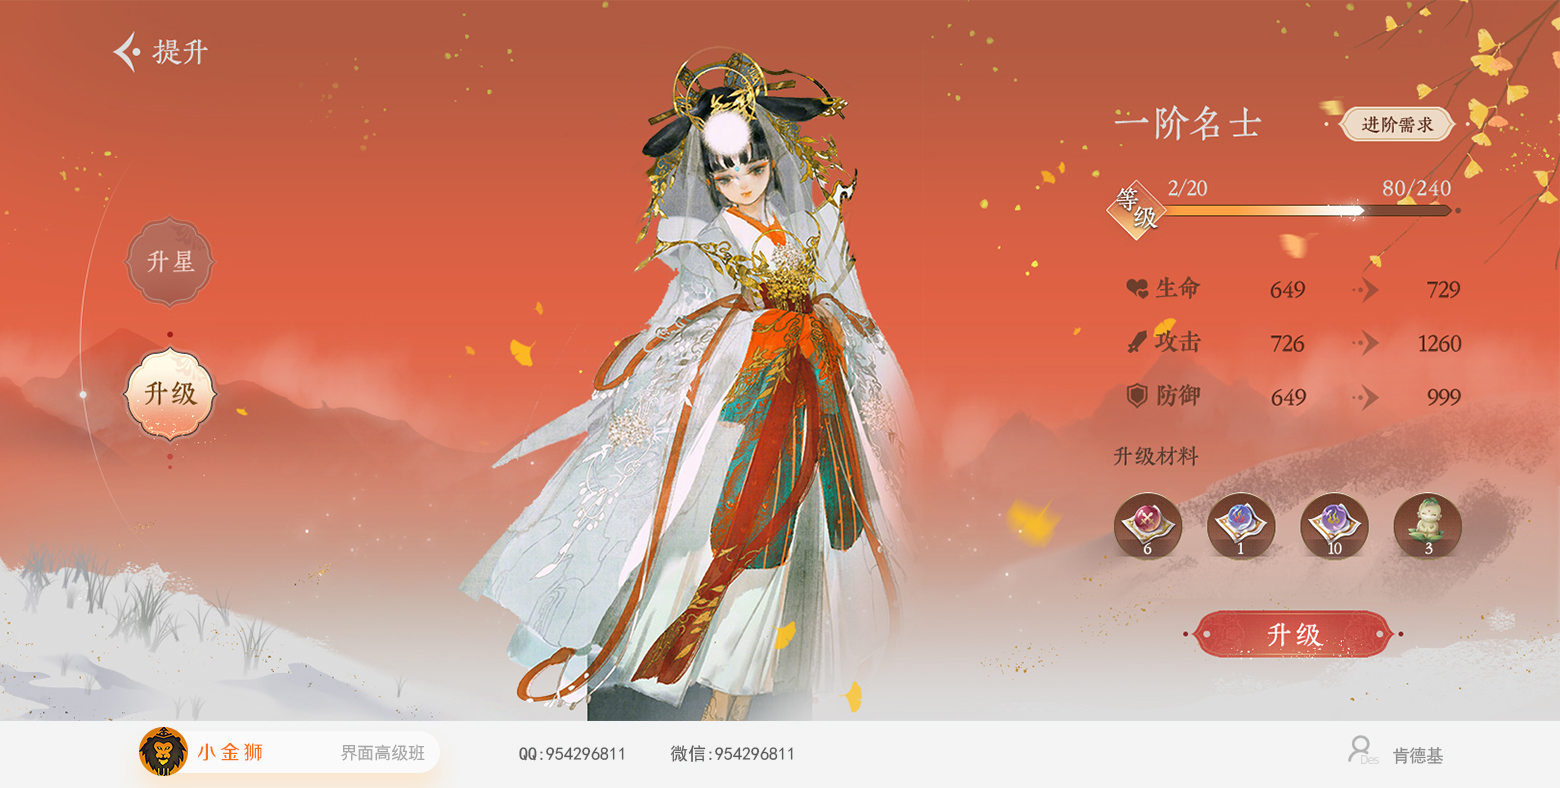 提升
一阶名士
进阶需求
等级
2/20
80/240
升星
生命 649 729
攻击 726 1260
升级
防御 649 999
升级材料
6 1 10 3
升级
小金狮
界面高级班
QQ:954296811
微信:954296811
Des
肯德基